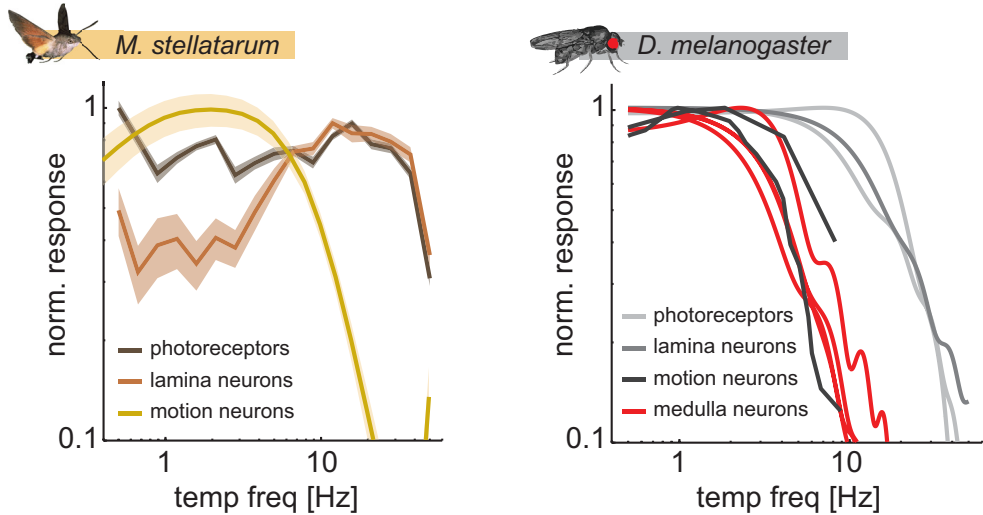 M. stellatarum
1
0.1
norm. response
photoreceptors
lamina neurons
motion neurons
1
10
temp freq [Hz]
D. melanogaster
1
0.1
norm. response
photoreceptors
lamina neurons
motion neurons
medulla neurons
1
10
temp freq [Hz]